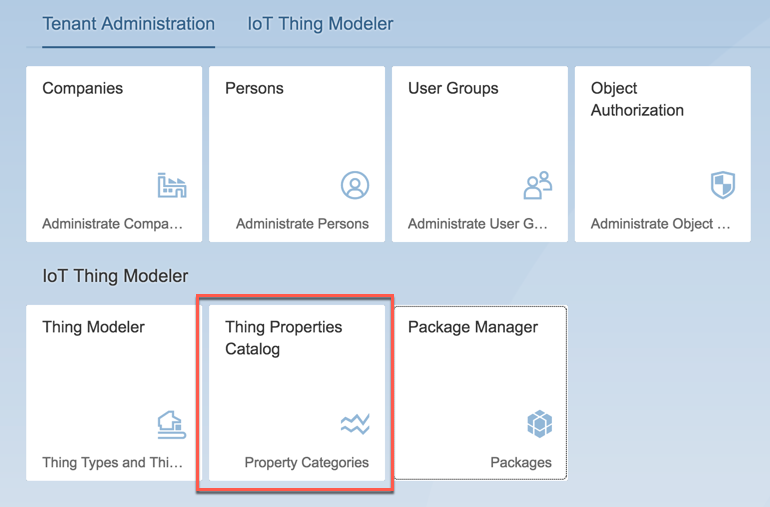 Tenant Administration IoT Thing Modeler
Companies
Administrate Compa…
Persons
Administrate Persons
User Groups
Administrate User G…
Object
Authorization
Administrate Object …
IoT Thing Modeler
Thing Modeler
Thing Types and Thi…
Thing Properties
Catalog
Property Categories
Package Manager
Packages